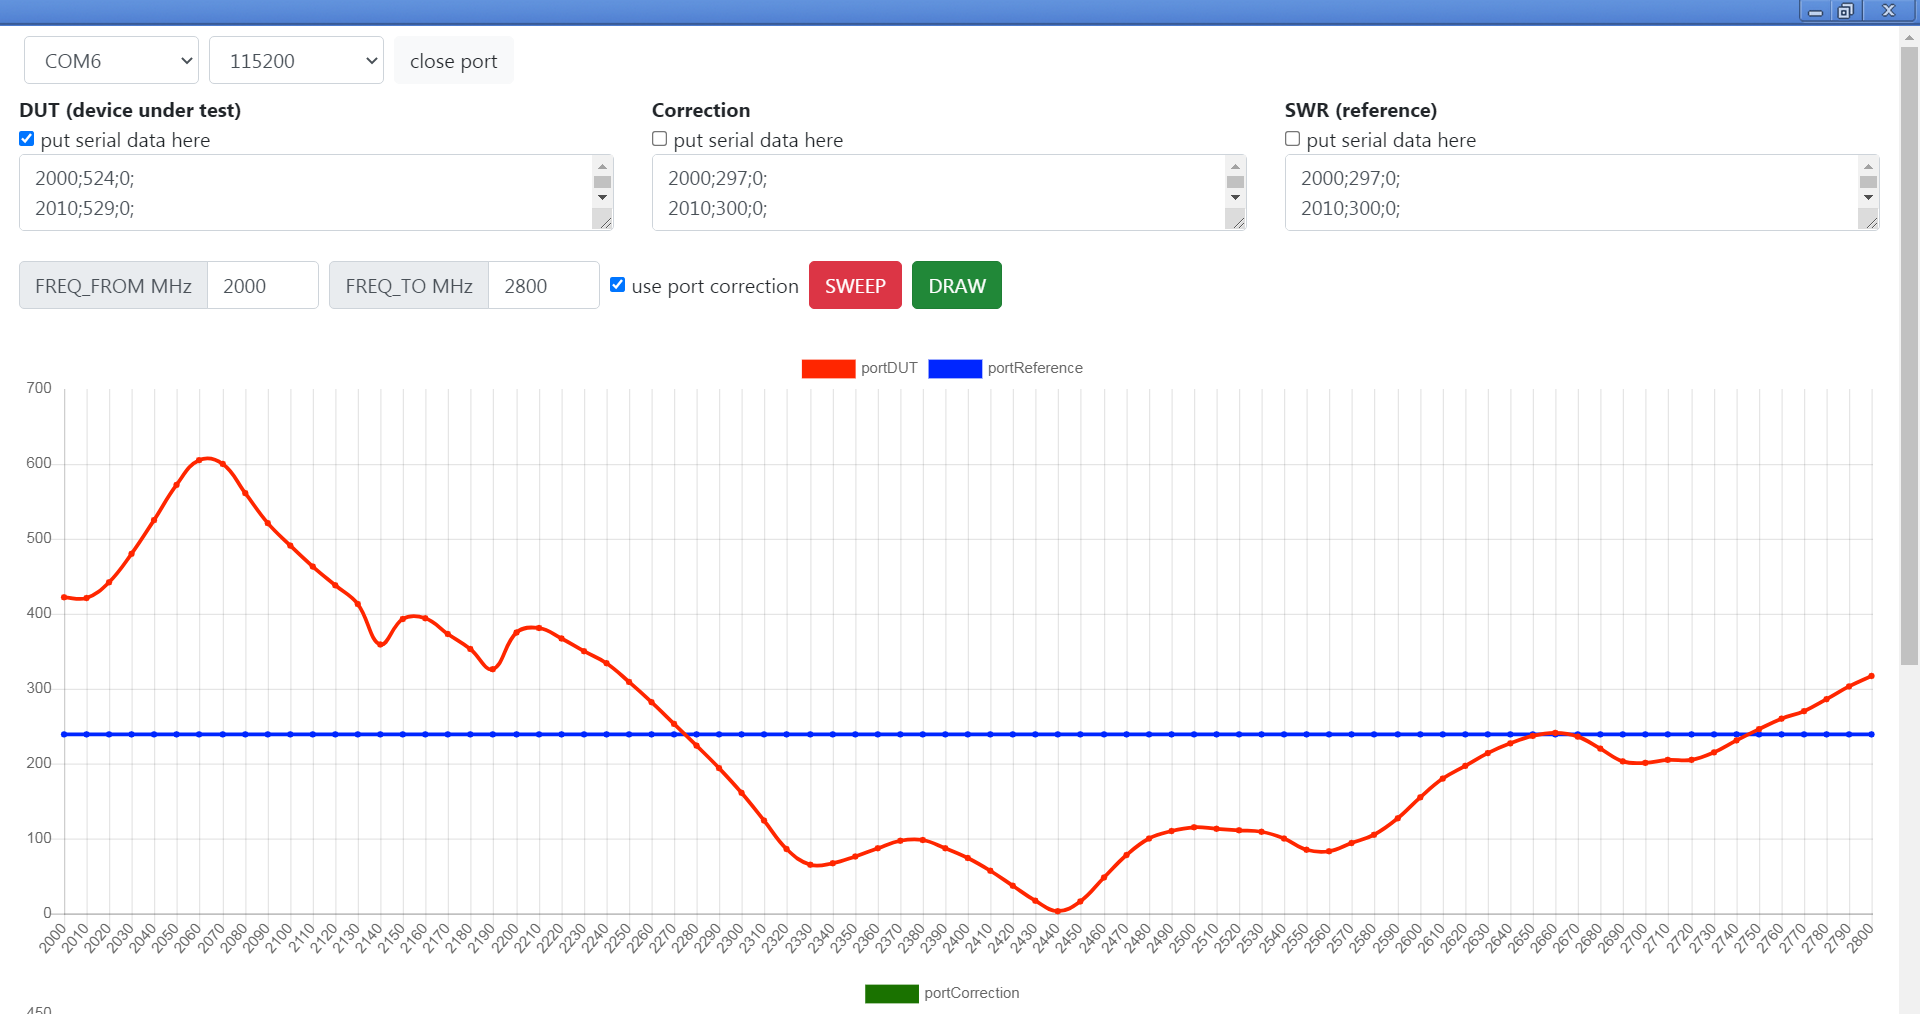 COM6 115200 close port
DUT (device under test) Correction SWR (reference)
put serial data here put serial data here put serial data here
2000;524;0; 2000;297;0; 2000;297;0;
2010;529;0; 2010;300;0; 2010;300;0;
FREQ_FROM MHz 2000 FREQ_TO MHz 2800 use port correction SWEEP DRAW
portDUT portReference
700
600
500
400
300
200
100
0
2000 2010 2020 2030 2040 2050 2060 2070 2080 2090 2100 2110 2120 2130 2140 2150 2160 2170 2180 2190 2200 2210 2220 2230 2240 2250 2260 2270 2280 2290 2300 2310 2320 2330 2340 2350 2360 2370 2380 2390 2400 2410 2420 2430 2440 2450 2460 2470 2480 2490 2500 2510 2520 2530 2540 2550 2560 2570 2580 2590 2600 2610 2620 2630 2640 2650 2660 2670 2680 2690 2700 2710 2720 2730 2740 2750 2760 2770 2780 2790 2800
portCorrection
450